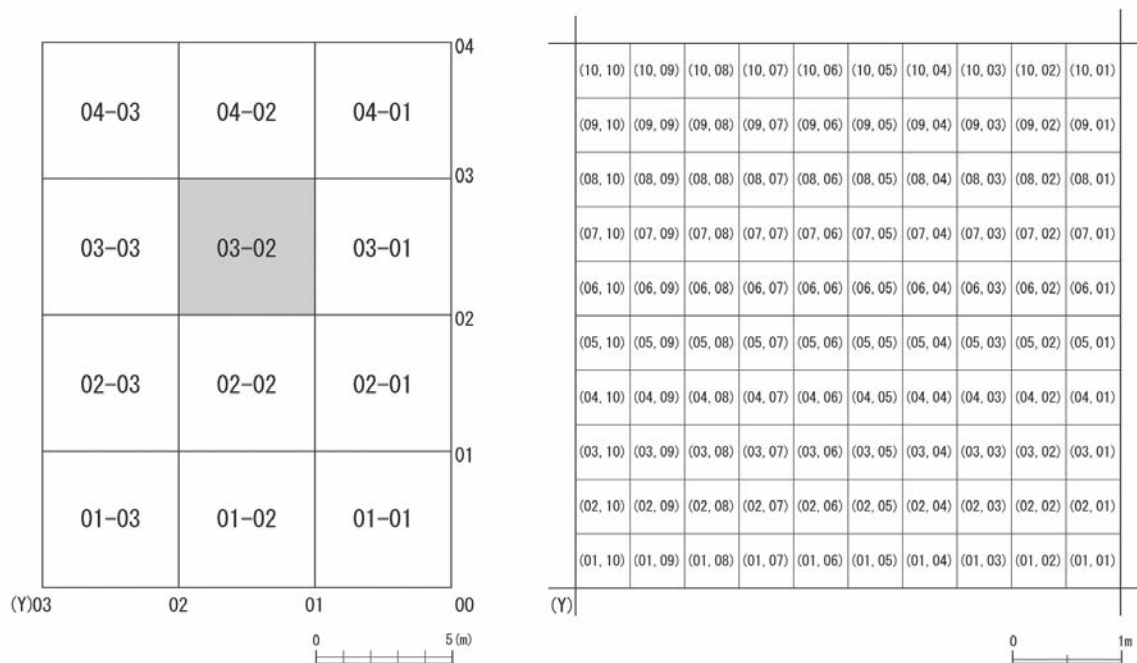 04
04-03 04-02 04-01
03
03-03 03-02 03-01
02
02-03 02-02 02-01
01
01-03 01-02 01-01
(Y)03 02 01 00
0 5(m)
(10, 10) (10, 09) (10, 08) (10, 07) (10, 06) (10, 05) (10, 04) (10, 03) (10, 02) (10, 01)
(09, 10) (09, 09) (09, 08) (09, 07) (09, 06) (09, 05) (09, 04) (09, 03) (09, 02) (09, 01)
(08, 10) (08, 09) (08, 08) (08, 07) (08, 06) (08, 05) (08, 04) (08, 03) (08, 02) (08, 01)
(07, 10) (07, 09) (07, 08) (07, 07) (07, 06) (07, 05) (07, 04) (07, 03) (07, 02) (07, 01)
(06, 10) (06, 09) (06, 08) (06, 07) (06, 06) (06, 05) (06, 04) (06, 03) (06, 02) (06, 01)
(05, 10) (05, 09) (05, 08) (05, 07) (05, 06) (05, 05) (05, 04) (05, 03) (05, 02) (05, 01)
(04, 10) (04, 09) (04, 08) (04, 07) (04, 06) (04, 05) (04, 04) (04, 03) (04, 02) (04, 01)
(03, 10) (03, 09) (03, 08) (03, 07) (03, 06) (03, 05) (03, 04) (03, 03) (03, 02) (03, 01)
(02, 10) (02, 09) (02, 08) (02, 07) (02, 06) (02, 05) (02, 04) (02, 03) (02, 02) (02, 01)
(01, 10) (01, 09) (01, 08) (01, 07) (01, 06) (01, 05) (01, 04) (01, 03) (01, 02) (01, 01)
(Y)
0 1m